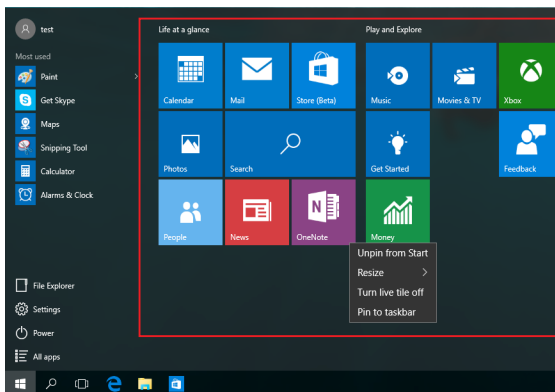 test
Most used
Paint
Get Skype
Maps
Snipping Tool
Calculator
Alarms & Clock
File Explorer
Settings
Power
All apps
Life at a glance
Calendar
Mail
Store (Beta)
Photos
Search
People
News
OneNote
Play and Explore
Music
Movies & TV
Xbox
Get Started
Feedback
Money
Unpin from Start
Resize
Turn live tile off
Pin to taskbar